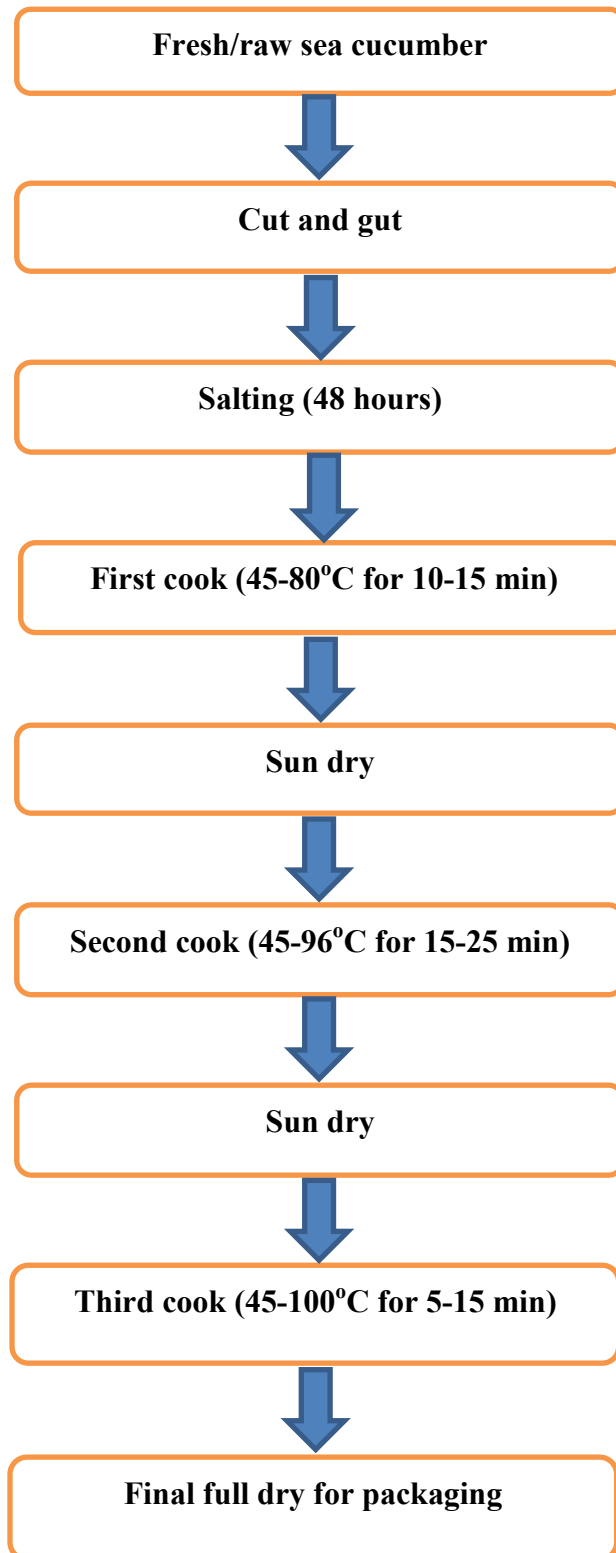 Fresh/raw sea cucumber
Cut and gut
Salting (48 hours)
First cook (45-80°C for 10-15 min)
Sun dry
Second cook (45-96°C for 15-25 min)
Sun dry
Third cook (45-100°C for 5-15 min)
Final full dry for packaging